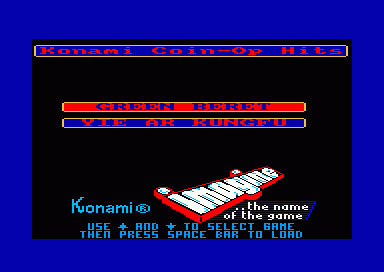 Konami Coin-Op Hits
GREEN BERET
YIE AR KUNGFU
imagine
Konami®
...the name
of the game
USE ↑ AND ↓ TO SELECT GAME
THEN PRESS SPACE BAR TO LOAD